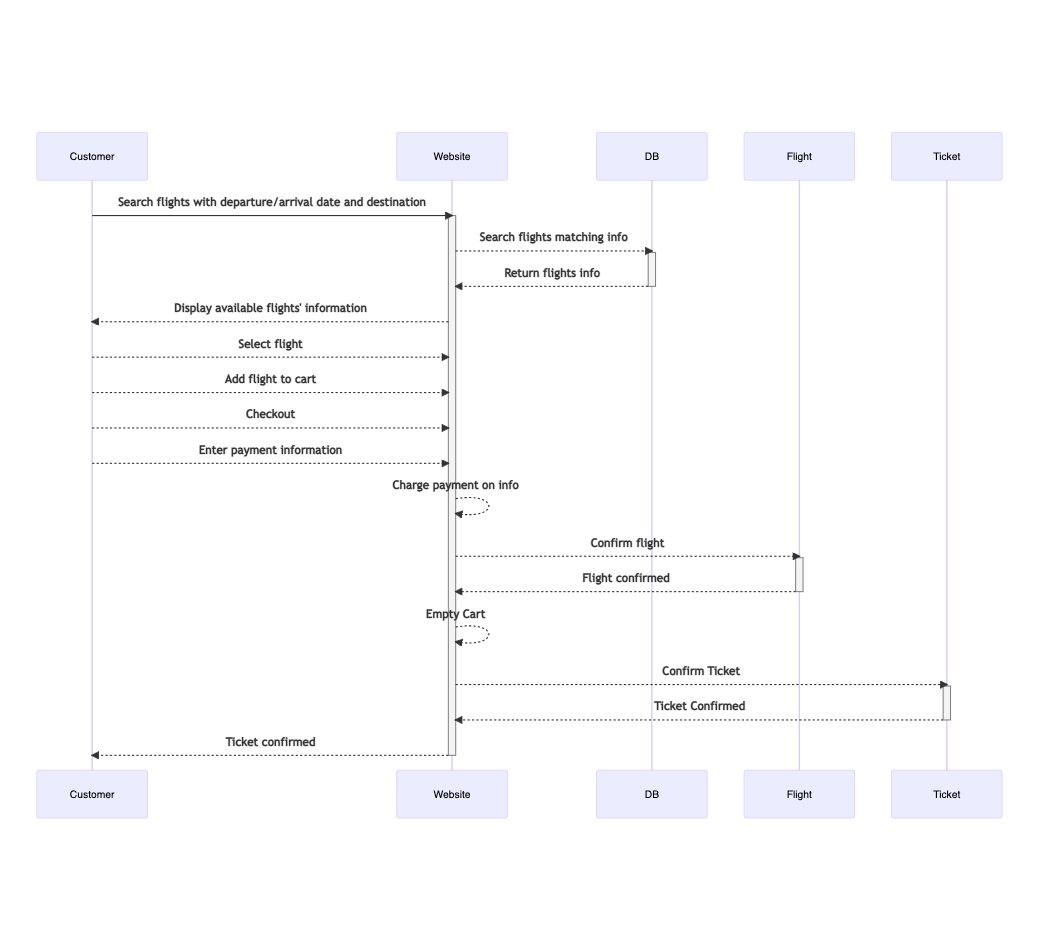 Customer
Website
DB
Flight
Ticket
Search flights with departure/arrival date and destination
Search flights matching info
Return flights info
Display available flights' information
Select flight
Add flight to cart
Checkout
Enter payment information
Charge payment on info
Confirm flight
Flight confirmed
Empty Cart
Confirm Ticket
Ticket Confirmed
Ticket confirmed
Customer
Website
DB
Flight
Ticket